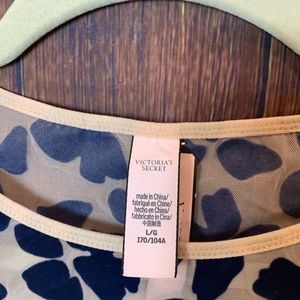 VICTORIA'S
SECRET
made in China/
fabriqué en Chine/
hecho en China/
fabbricato in Cina/
中国制造
L/G
170/104A